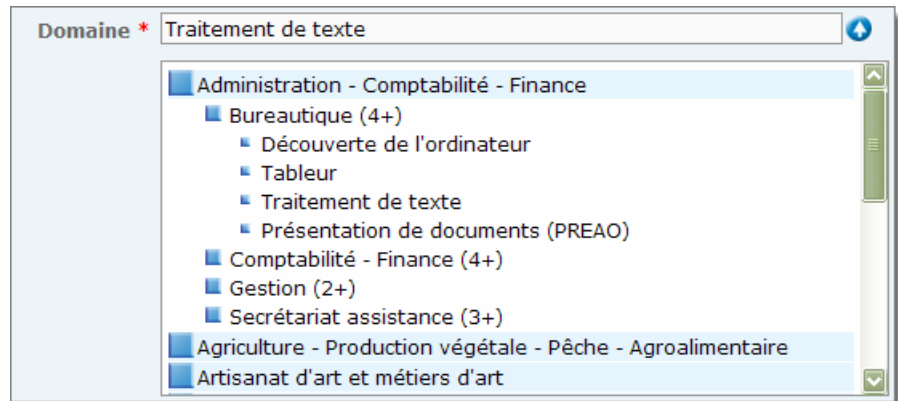 Domaine * Traitement de texte
Administration - Comptabilité - Finance
Bureautique (4+)
Découverte de l'ordinateur
Tableur
Traitement de texte
Présentation de documents (PREAO)
Comptabilité - Finance (4+)
Gestion (2+)
Secrétariat assistance (3+)
Agriculture - Production végétale - Pêche - Agroalimentaire
Artisanat d'art et métiers d'art